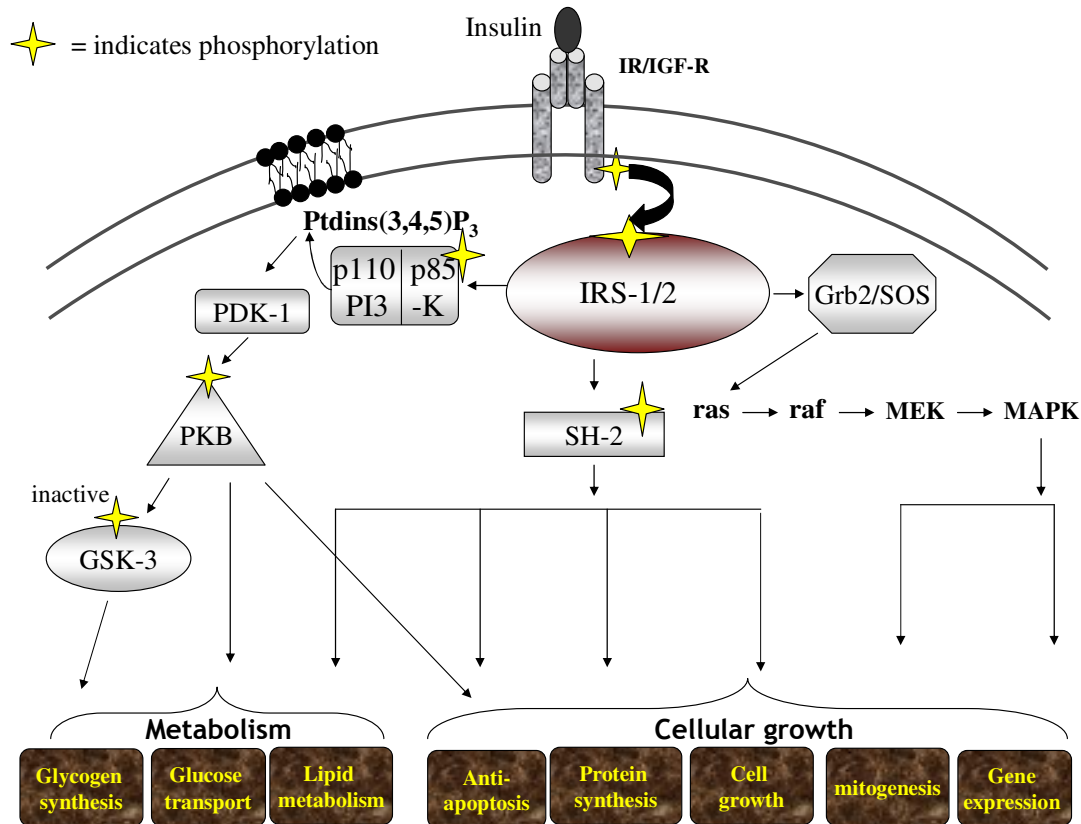 Insulin
= indicates phosphorylation
IR/IGF-R
Ptdins(3,4,5)P3
p110 p85
PI3 -K
IRS-1/2
Grb2/SOS
PDK-1
ras raf MEK MAPK
SH-2
PKB
inactive
GSK-3
Metabolism
Cellular growth
Glycogen
synthesis
Glucose
transport
Lipid
metabolism
Anti-
apoptosis
Protein
synthesis
Cell
growth
mitogenesis
Gene
expression